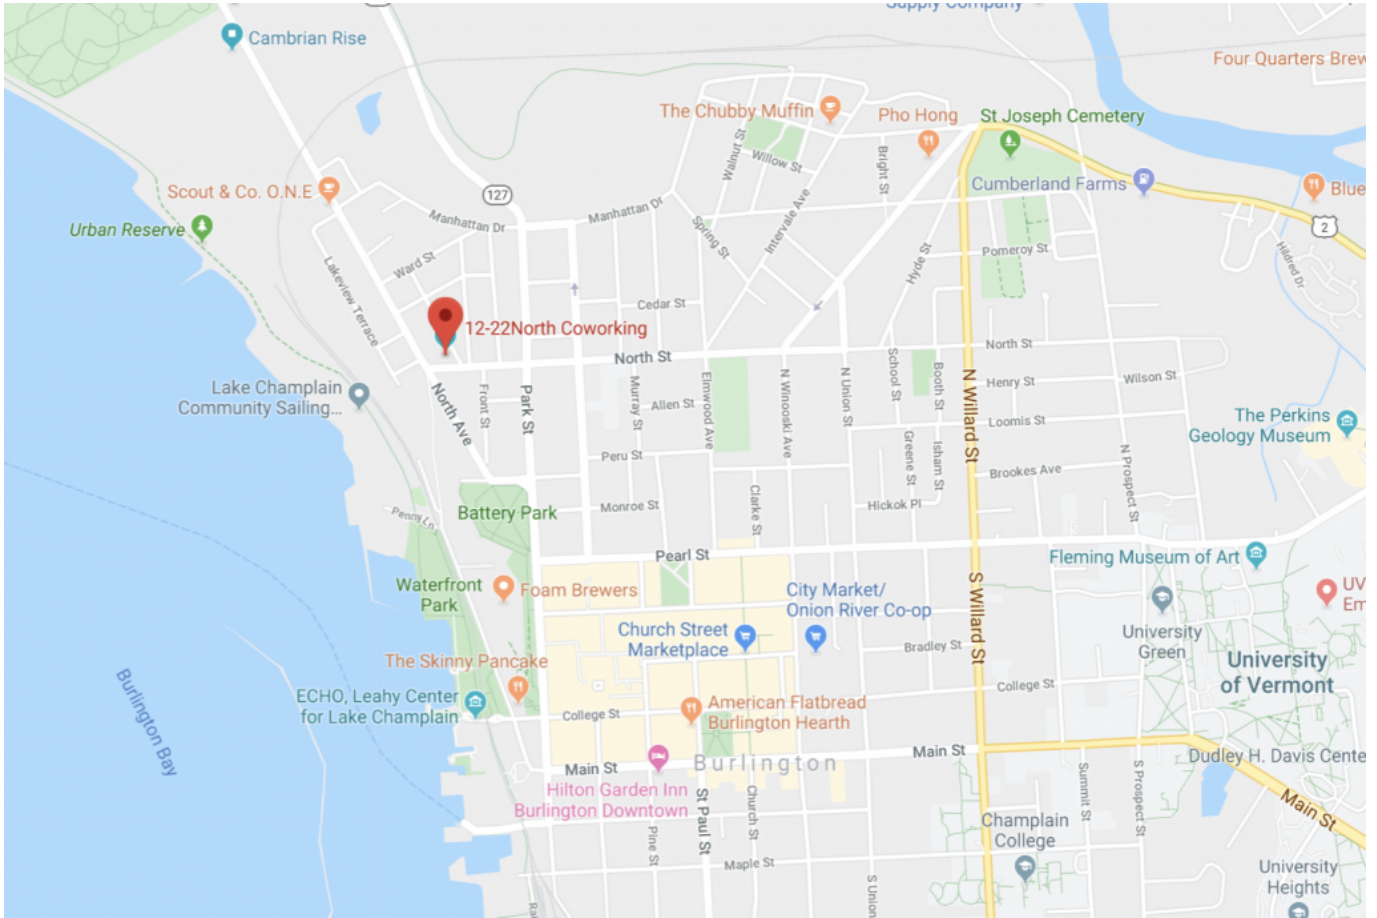 Supply Company
Cambrian Rise
Four Quarters Brew
The Chubby Muffin
Pho Hong
St Joseph Cemetery
Walnut St
Willow St
Bright St
Cumberland Farms
Blue
Scout & Co. O.N.E
127
Manhattan Dr
Manhattan Dr
Urban Reserve
Spring St
Intervale Ave
2
Ward St
Hyde St
Pomeroy St
Hildred Dr
Lakeview Terrace
Cedar St
12-22North Coworking
North St
North St
Lake Champlain
Community Sailing...
North Ave
Front St
Park St
Murray St
Allen St
Elmwood Ave
N Winooski Ave
N Union St
School St
Booth St
N Willard St
Henry St
Wilson St
Loomis St
The Perkins
Geology Museum
Peru St
Greene St
Isham St
Brookes Ave
N Prospect St
Battery Park
Penny Ln
Monroe St
Clarke St
Hickok Pl
Pearl St
Fleming Museum of Art
Waterfront
Park
Foam Brewers
City Market/
Onion River Co-op
S Willard St
UV
Em
University
Green
Church Street
Marketplace
Bradley St
The Skinny Pancake
University
of Vermont
Burlington Bay
ECHO, Leahy Center
for Lake Champlain
College St
College St
American Flatbread
Burlington Hearth
Main St
Main St
Burlington
Dudley H. Davis Cente
Hilton Garden Inn
Burlington Downtown
St Paul St
Church St
Summit St
S Prospect St
Main St
Pine St
Maple St
Champlain
College
S Union
University
Heights
Rai